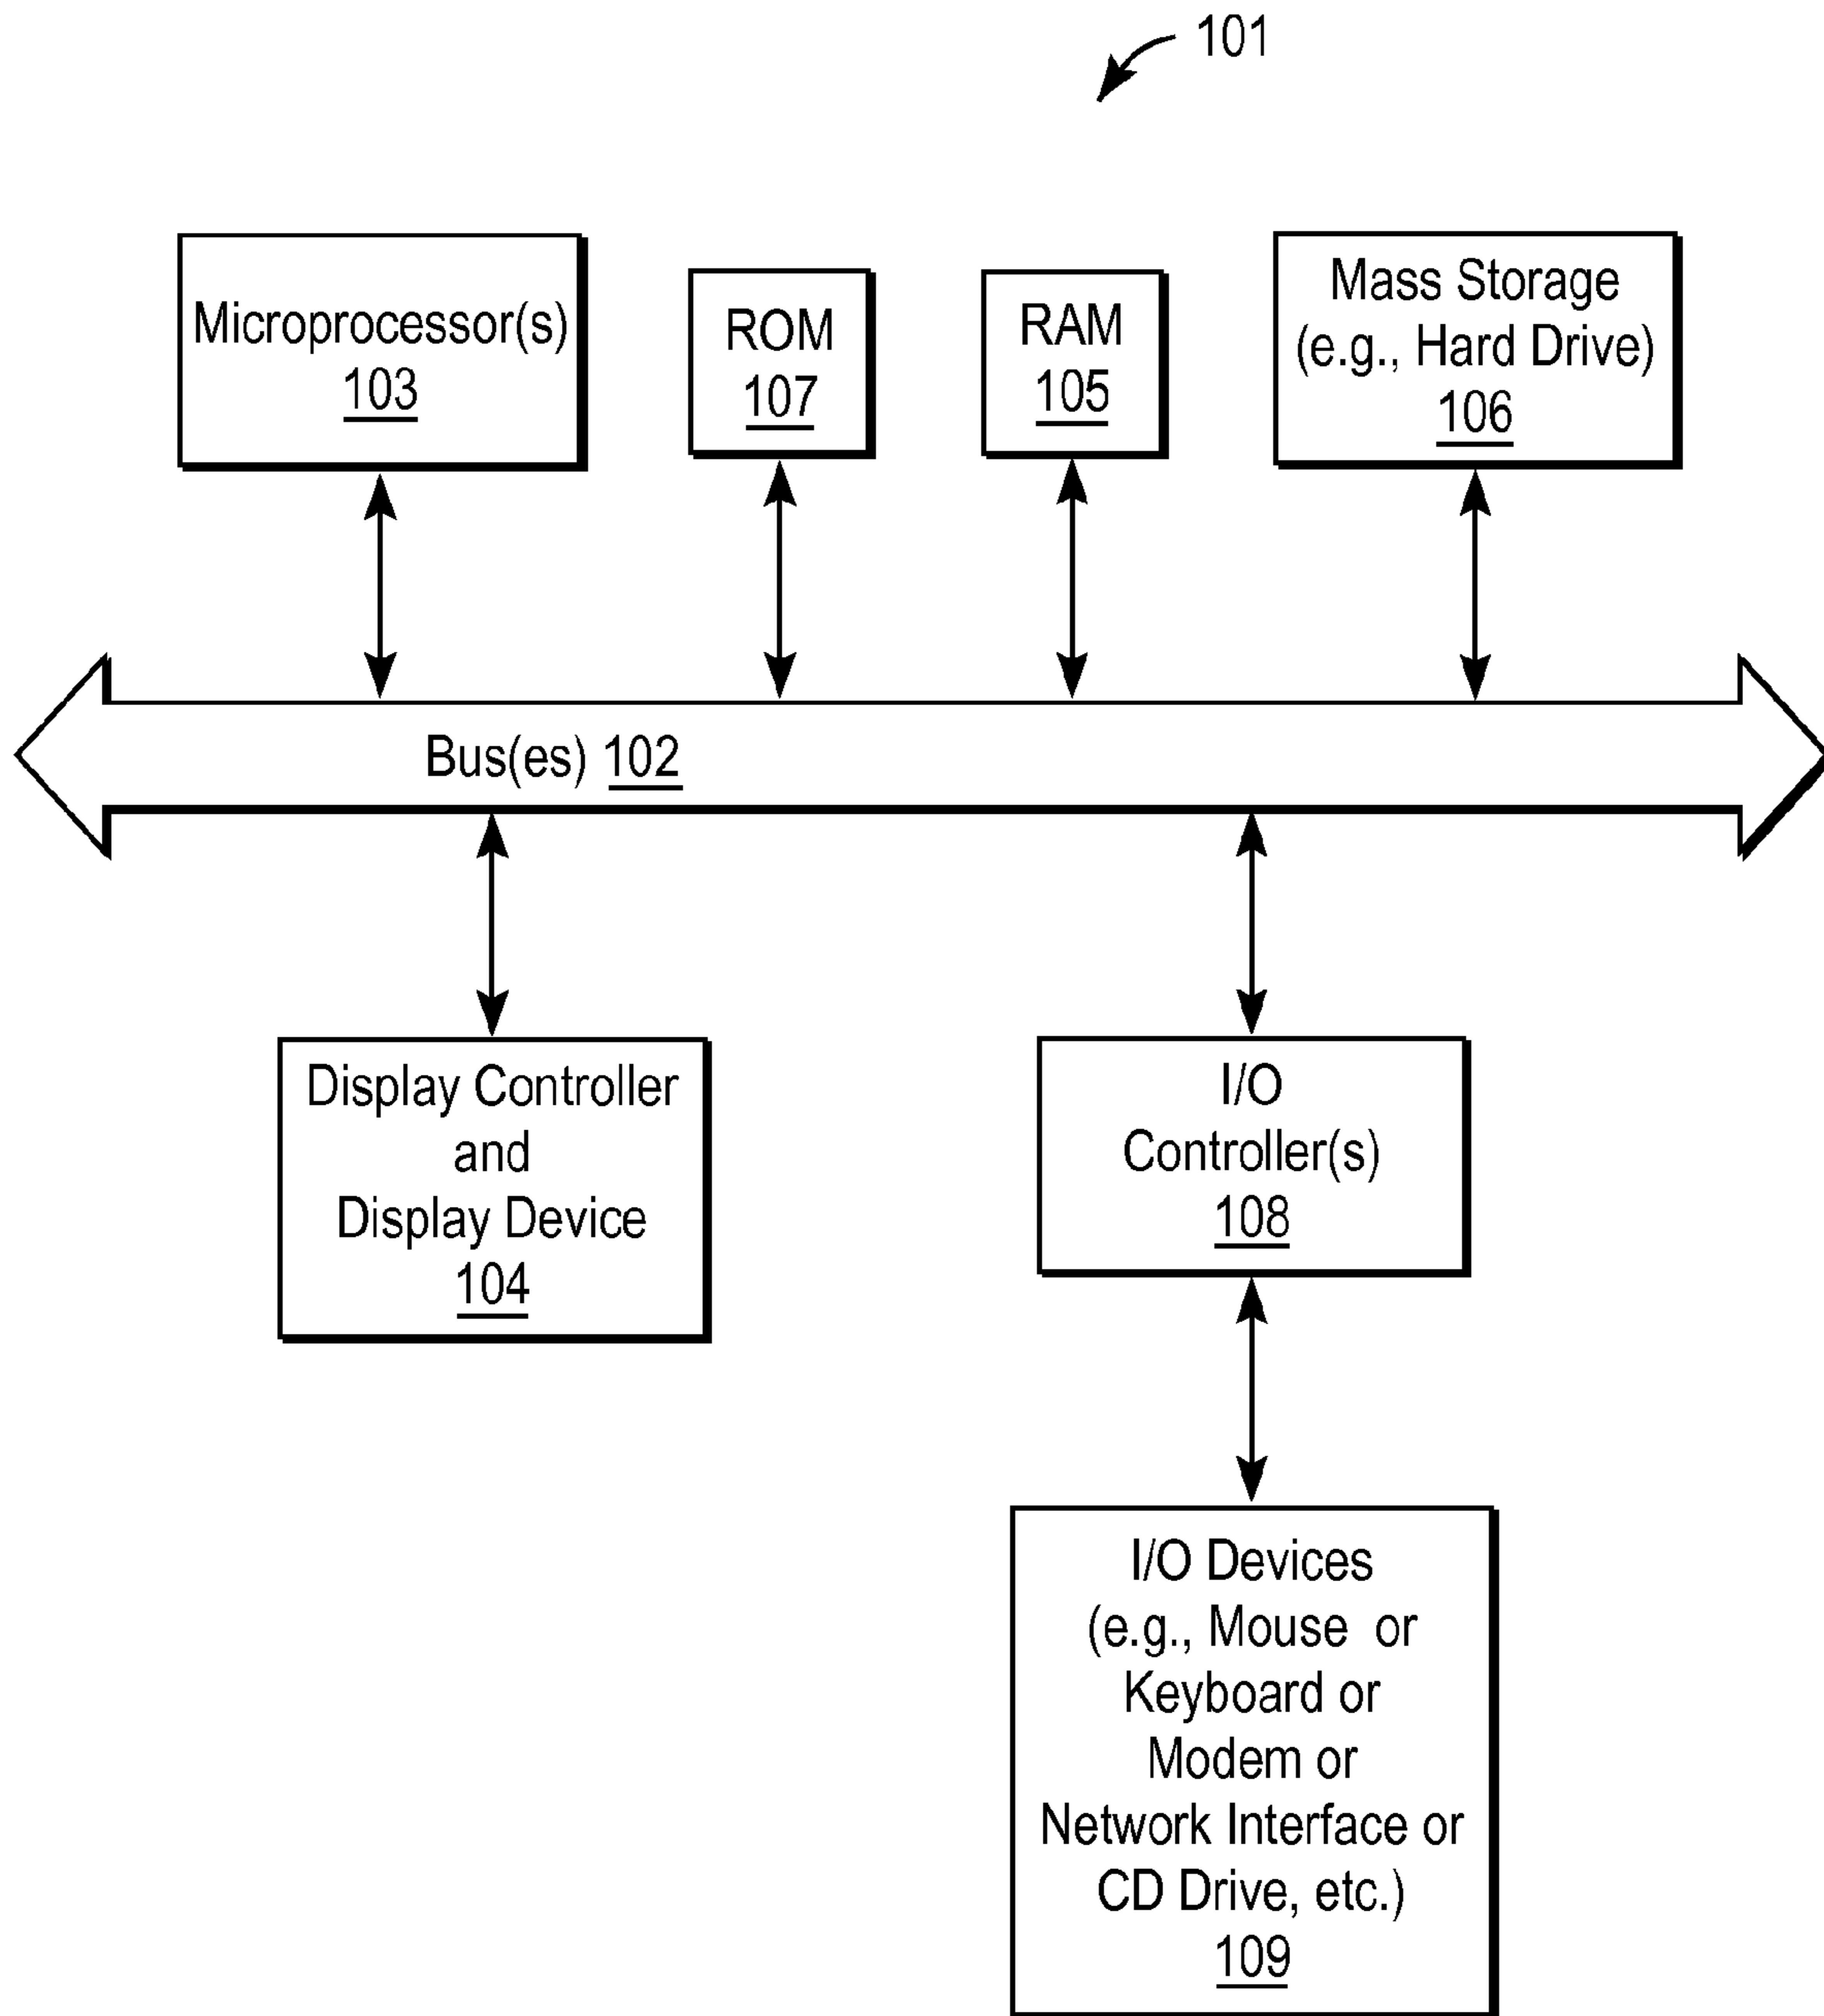 101
Microprocessor(s)
103
ROM
107
RAM
105
Mass Storage
(e.g., Hard Drive)
106
Bus(es) 102
Display Controller
and
Display Device
104
I/O
Controller(s)
108
I/O Devices
(e.g., Mouse or
Keyboard or
Modem or
Network Interface or
CD Drive, etc.)
109